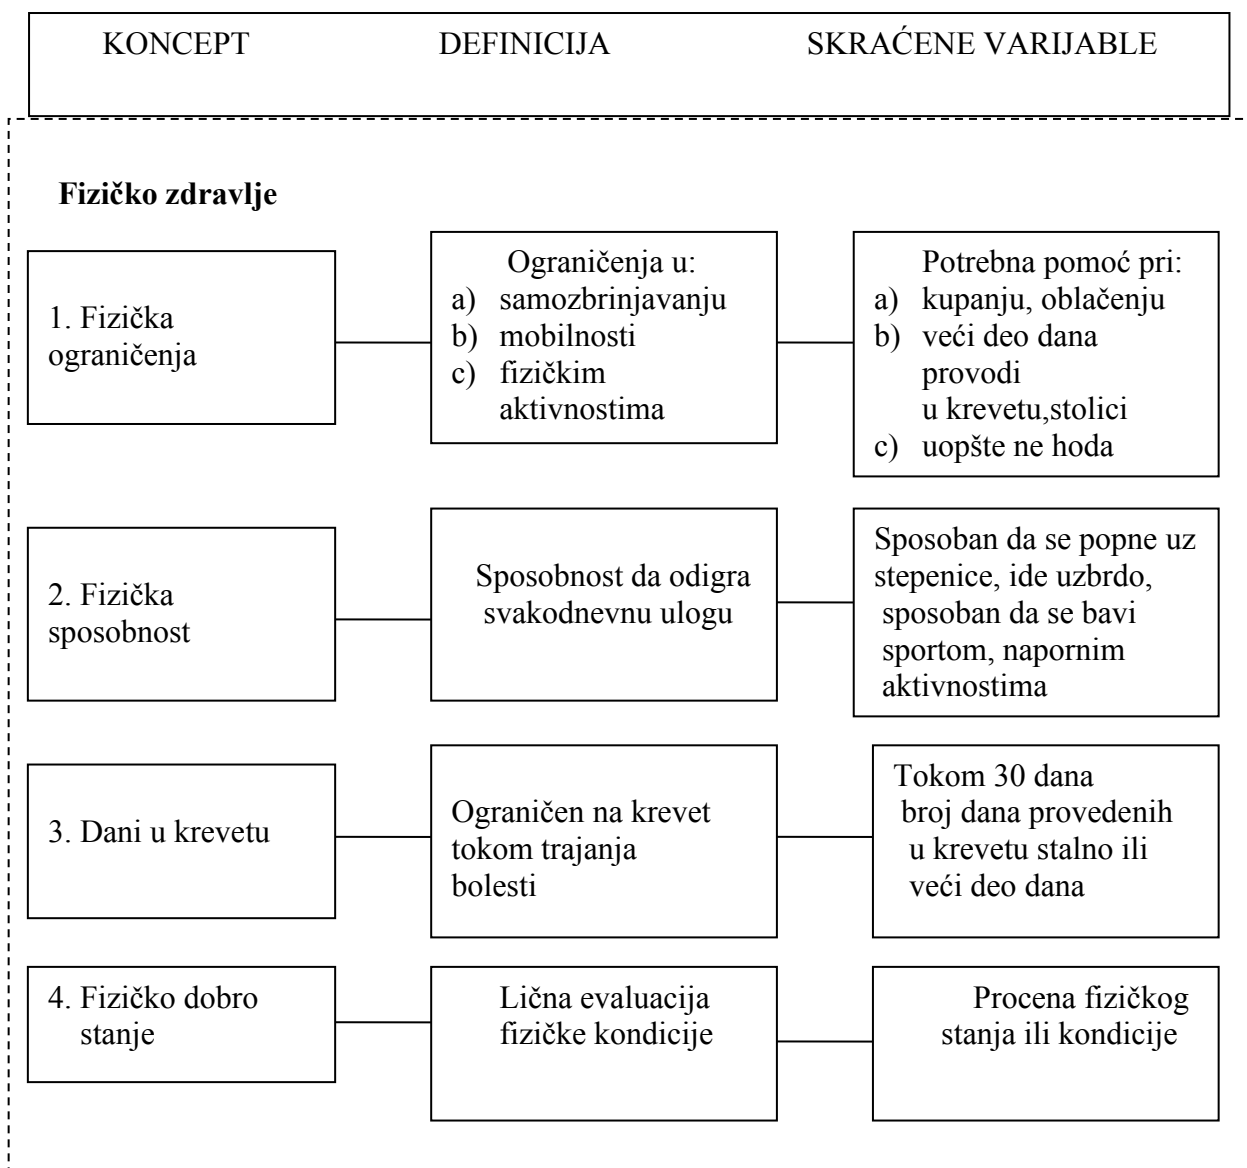 KONCEPT DEFINICIJA SKRAĆENE VARIJABLE
Fizičko zdravlje
1. Fizička
ograničenja
Ograničenja u:
a) samozbrinjavanju
b) mobilnosti
c) fizičkim
aktivnostima
Potrebna pomoć pri:
a) kupanju, oblačenju
b) veći deo dana
provodi
u krevetu,stolici
c) uopšte ne hoda
2. Fizička
sposobnost
Sposobnost da odigra
svakodnevnu ulogu
Sposoban da se popne uz
stepenice, ide uzbrdo,
sposoban da se bavi
sportom, napornim
aktivnostima
3. Dani u krevetu
Ograničen na krevet
tokom trajanja
bolesti
Tokom 30 dana
broj dana provedenih
u krevetu stalno ili
veći deo dana
4. Fizičko dobro
stanje
Lična evaluacija
fizičke kondicije
Procena fizičkog
stanja ili kondicije